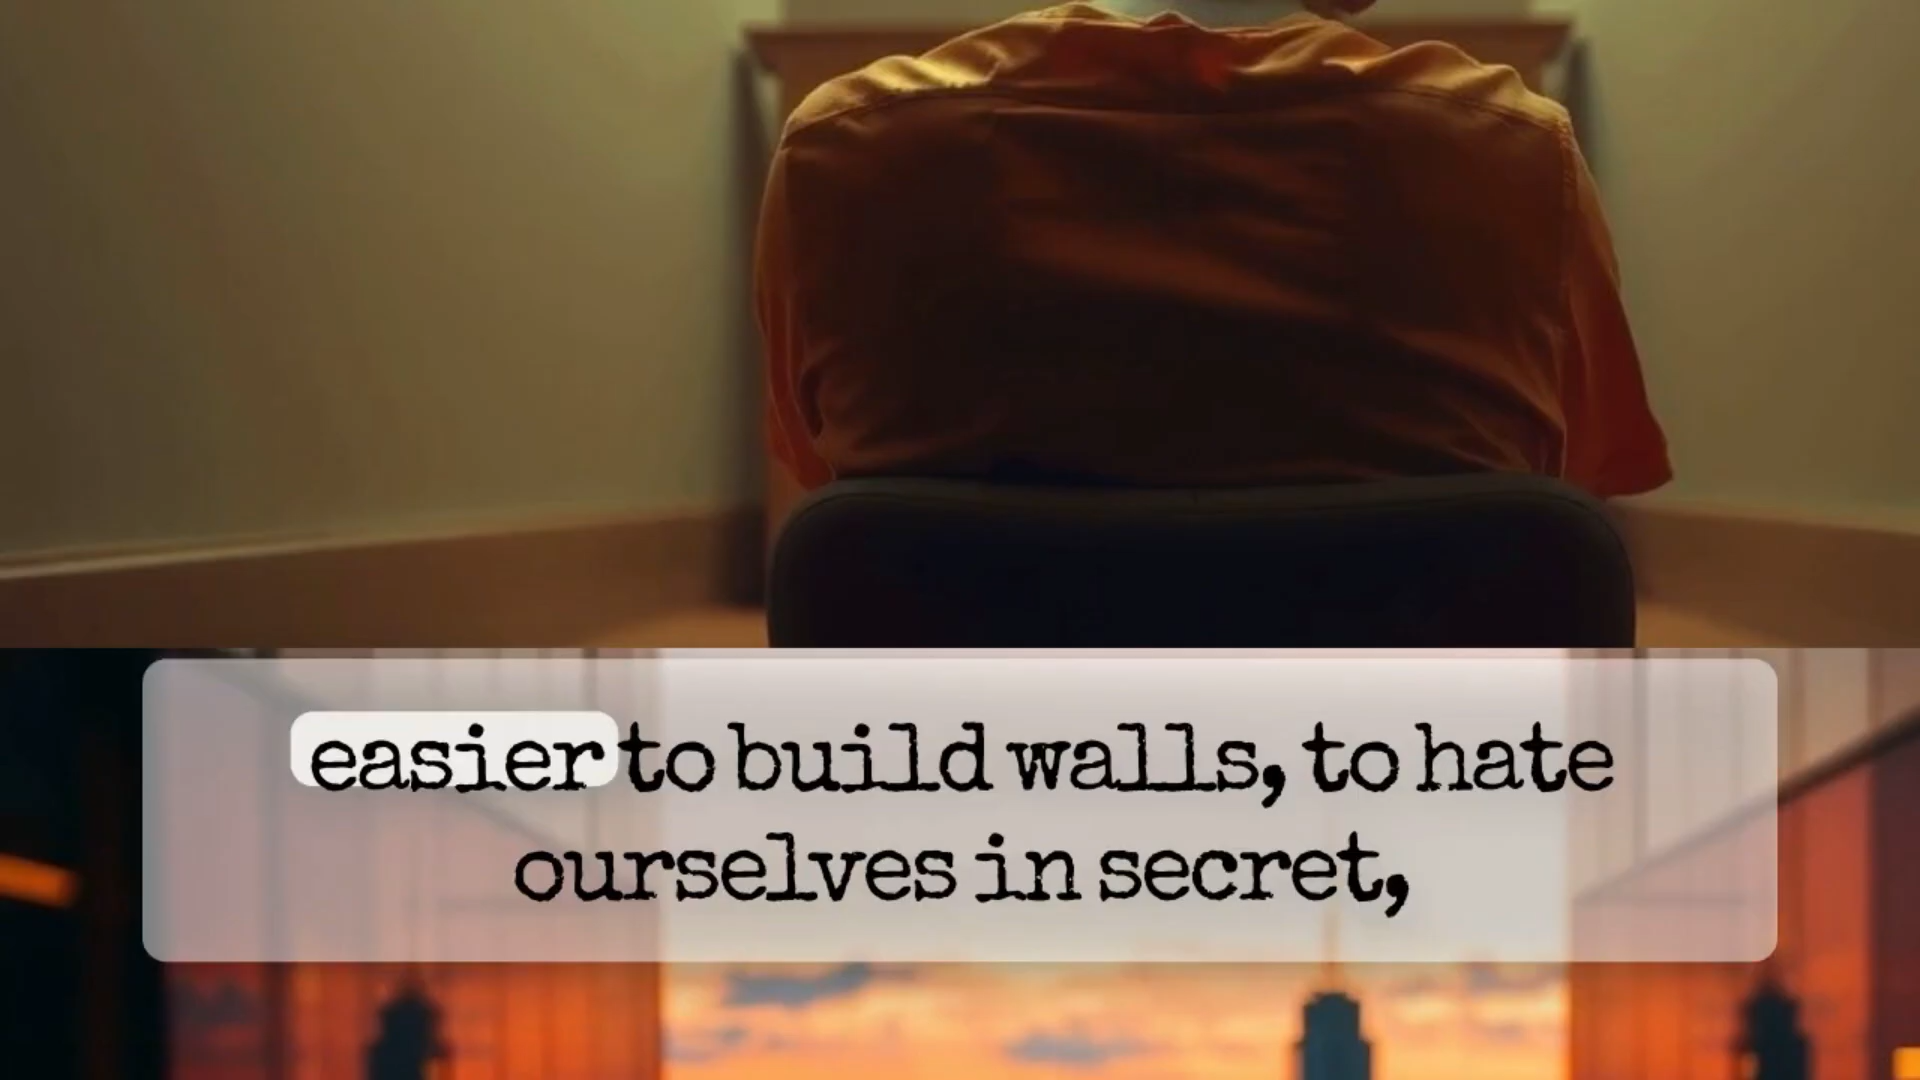 easier to build walls, to hate
ourselves in secret,